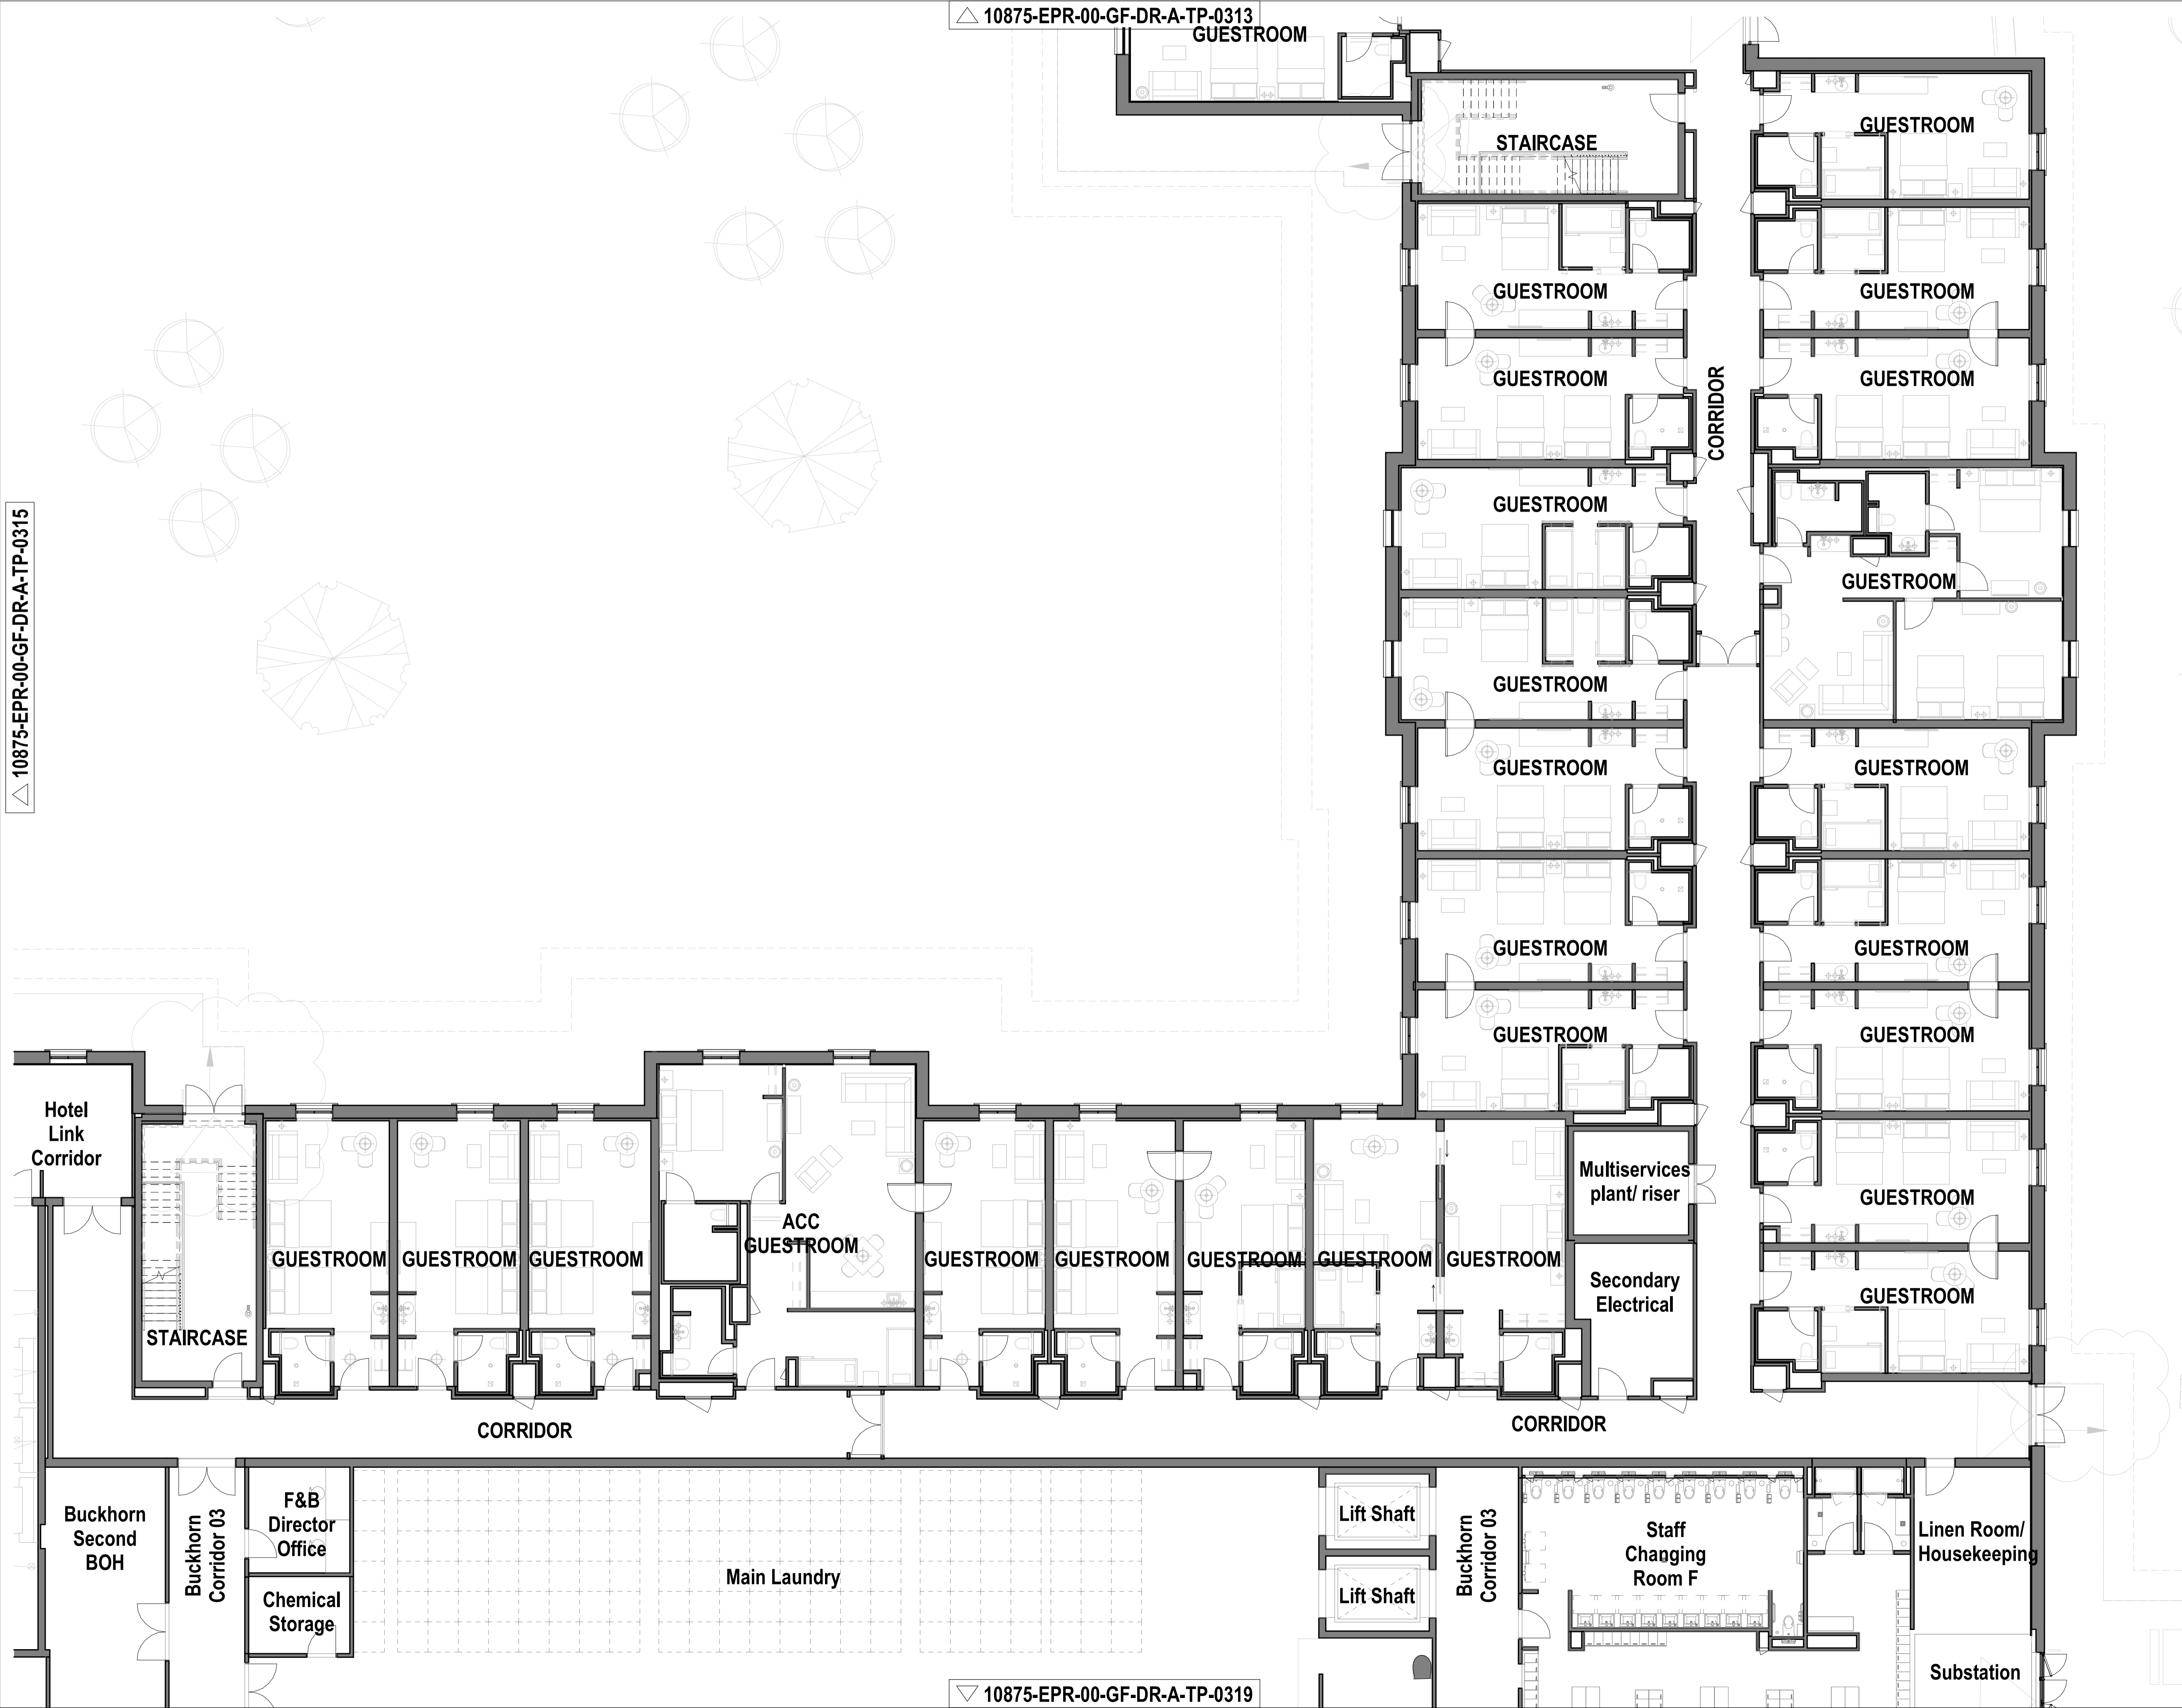 10875-EPR-00-GF-DR-A-TP-0313
GUESTROOM
STAIRCASE
GUESTROOM
GUESTROOM
GUESTROOM
GUESTROOM
GUESTROOM
CORRIDOR
GUESTROOM
GUESTROOM
GUESTROOM
GUESTROOM
GUESTROOM
GUESTROOM
GUESTROOM
GUESTROOM
GUESTROOM
GUESTROOM
GUESTROOM
GUESTROOM
10875-EPR-00-GF-DR-A-TP-0315
Hotel
Link
Corridor
STAIRCASE
GUESTROOM
GUESTROOM
GUESTROOM
ACC
GUESTROOM
GUESTROOM
GUESTROOM
GUESTROOM
GUESTROOM
GUESTROOM
Multiservices
plant/ riser
Secondary
Electrical
CORRIDOR
CORRIDOR
Buckhorn
Second
BOH
Buckhorn
Corridor 03
F&B
Director
Office
Chemical
Storage
Main Laundry
Lift Shaft
Lift Shaft
Buckhorn
Corridor 03
Staff
Changing
Room F
Linen Room/
Housekeeping
Substation
10875-EPR-00-GF-DR-A-TP-0319